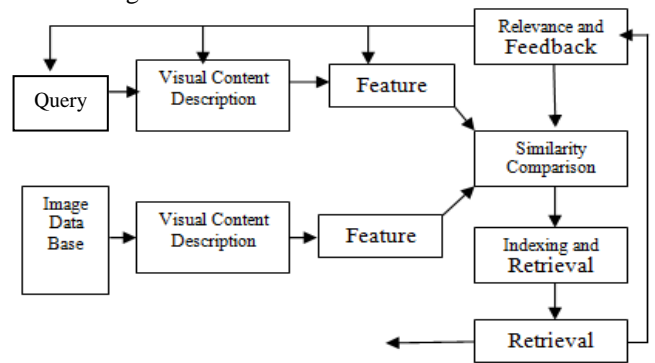 Relevance and
Feedback
Query
Visual Content
Description
Feature
Similarity
Comparison
Image
Data
Base
Visual Content
Description
Feature
Indexing and
Retrieval
Retrieval